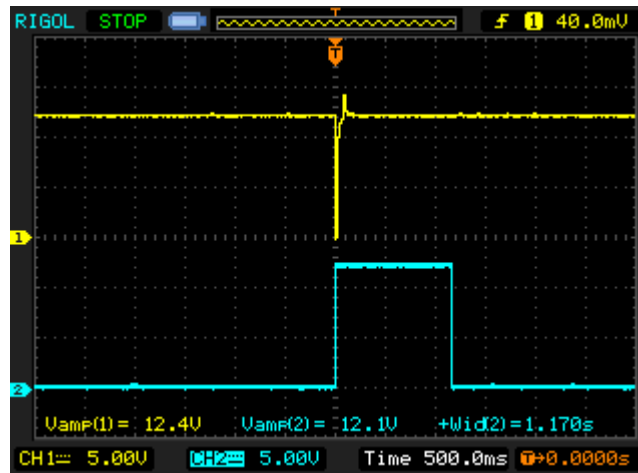 RIGOL STOP T 1 40.0mV
T
1
2
Vamp(1)= 12.4V Vamp(2)= 12.1V +Wid(2)=1.170s
CH1 5.00V CH2 5.00V Time 500.0ms T→0.0000s